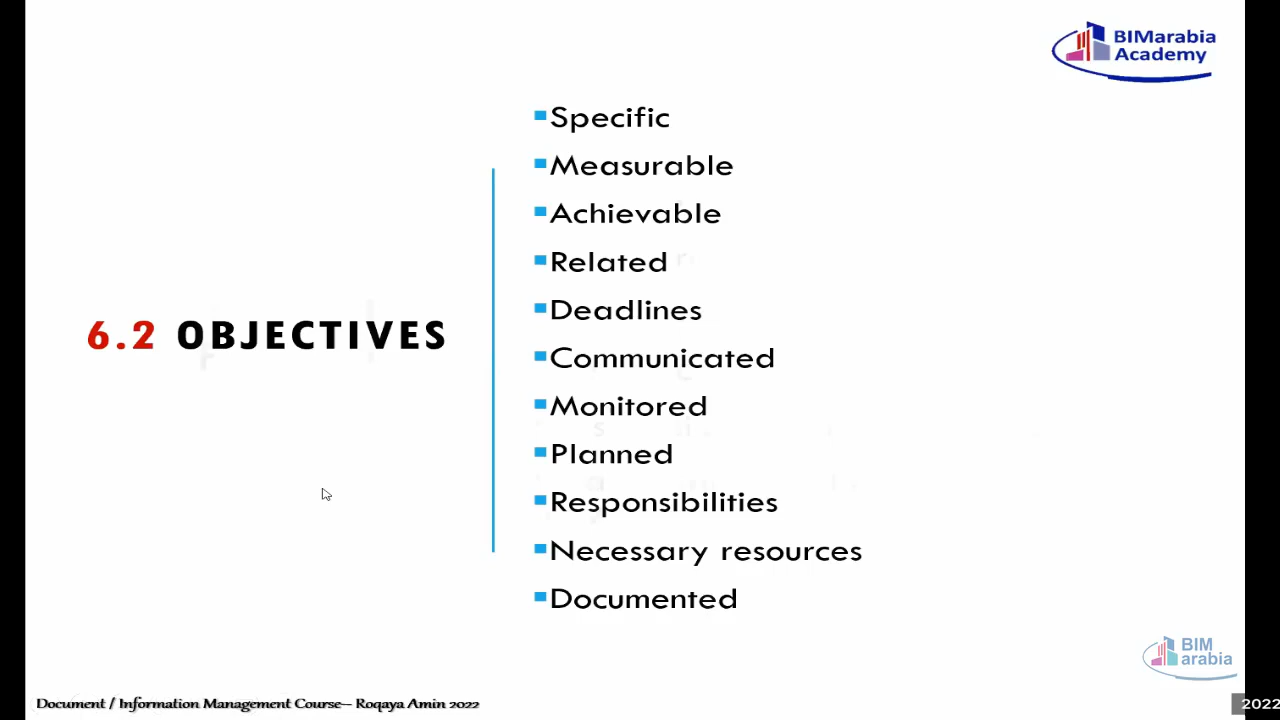 BIMarabia
Academy
6.2 OBJECTIVES
Specific
Measurable
Achievable
Related
Deadlines
Communicated
Monitored
Planned
Responsibilities
Necessary resources
Documented
BIM
arabia
Document / Information Management Course-- Roqaya Amin 2022
2022